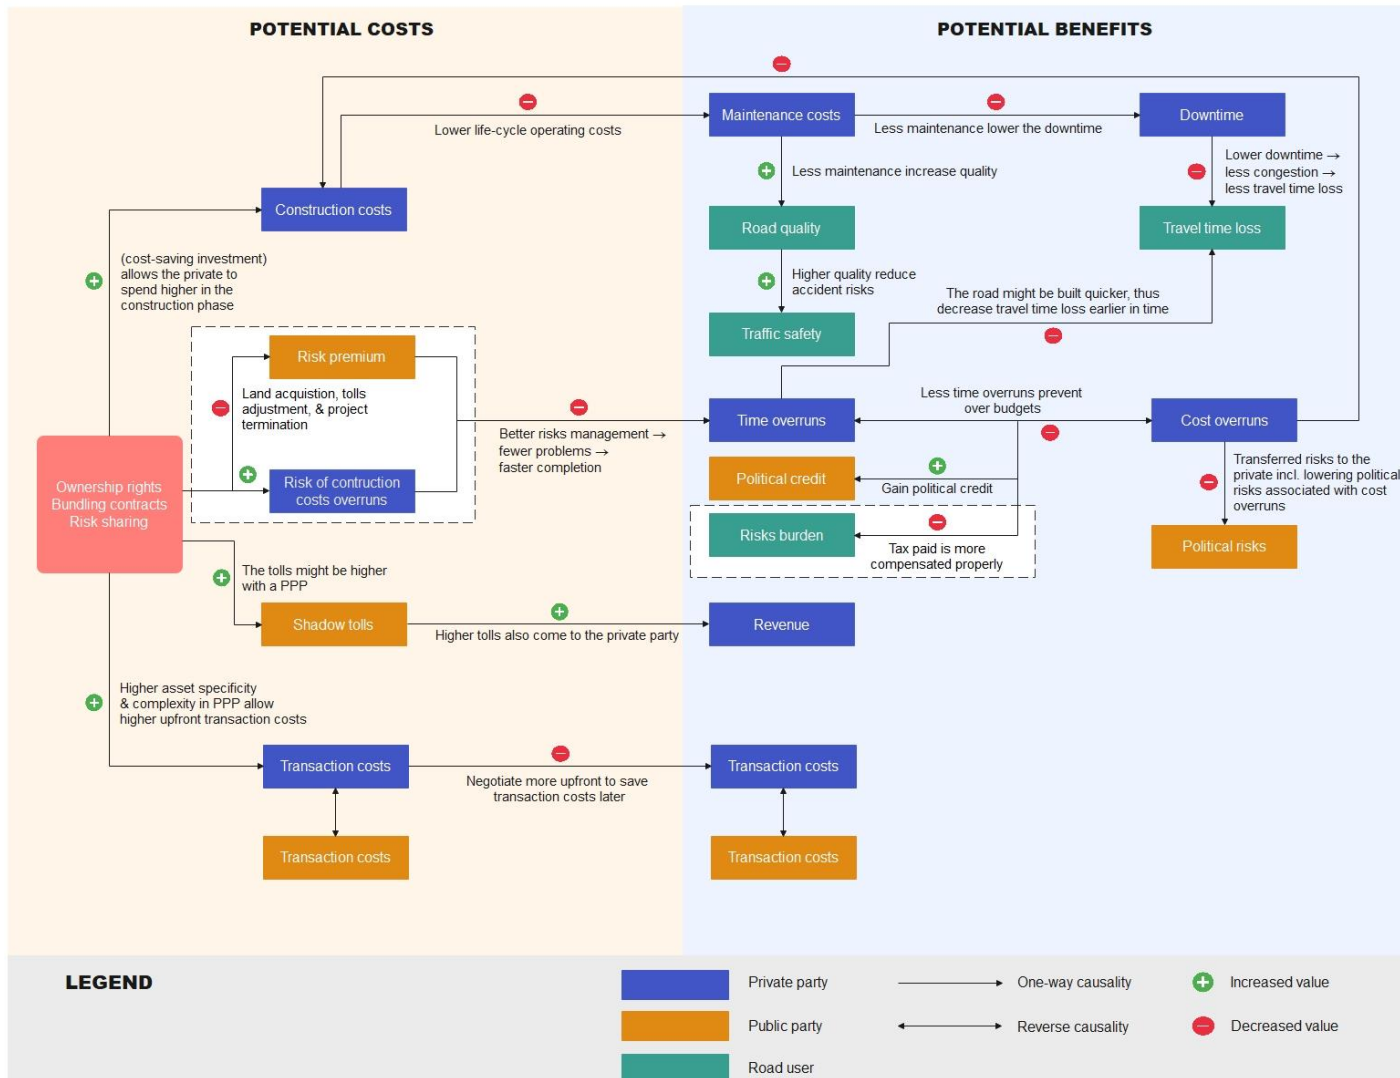 POTENTIAL COSTS
POTENTIAL BENEFITS
Lower life-cycle operating costs
Maintenance costs
Less maintenance lower the downtime
Downtime
Less maintenance increase quality
Lower downtime →
less congestion →
less travel time loss
Construction costs
Road quality
Travel time loss
(cost-saving investment)
allows the private to
spend higher in the
construction phase
Higher quality reduce
accident risks
The road might be built quicker, thus
decrease travel time loss earlier in time
Traffic safety
Risk premium
Land acquistion, tolls
adjustment, & project
termination
Better risks management →
fewer problems →
faster completion
Time overruns
Less time overruns prevent
over budgets
Cost overruns
Ownership rights
Bundling contracts
Risk sharing
Risk of contruction
costs overruns
Political credit
Gain political credit
Transferred risks to the
private incl. lowering political
risks associated with cost
overruns
Risks burden
Tax paid is more
compensated properly
Political risks
The tolls might be higher
with a PPP
Shadow tolls
Higher tolls also come to the private party
Revenue
Higher asset specificity
& complexity in PPP allow
higher upfront transaction costs
Transaction costs
Negotiate more upfront to save
transaction costs later
Transaction costs
Transaction costs
Transaction costs
LEGEND
Private party
One-way causality
Increased value
Public party
Reverse causality
Decreased value
Road user